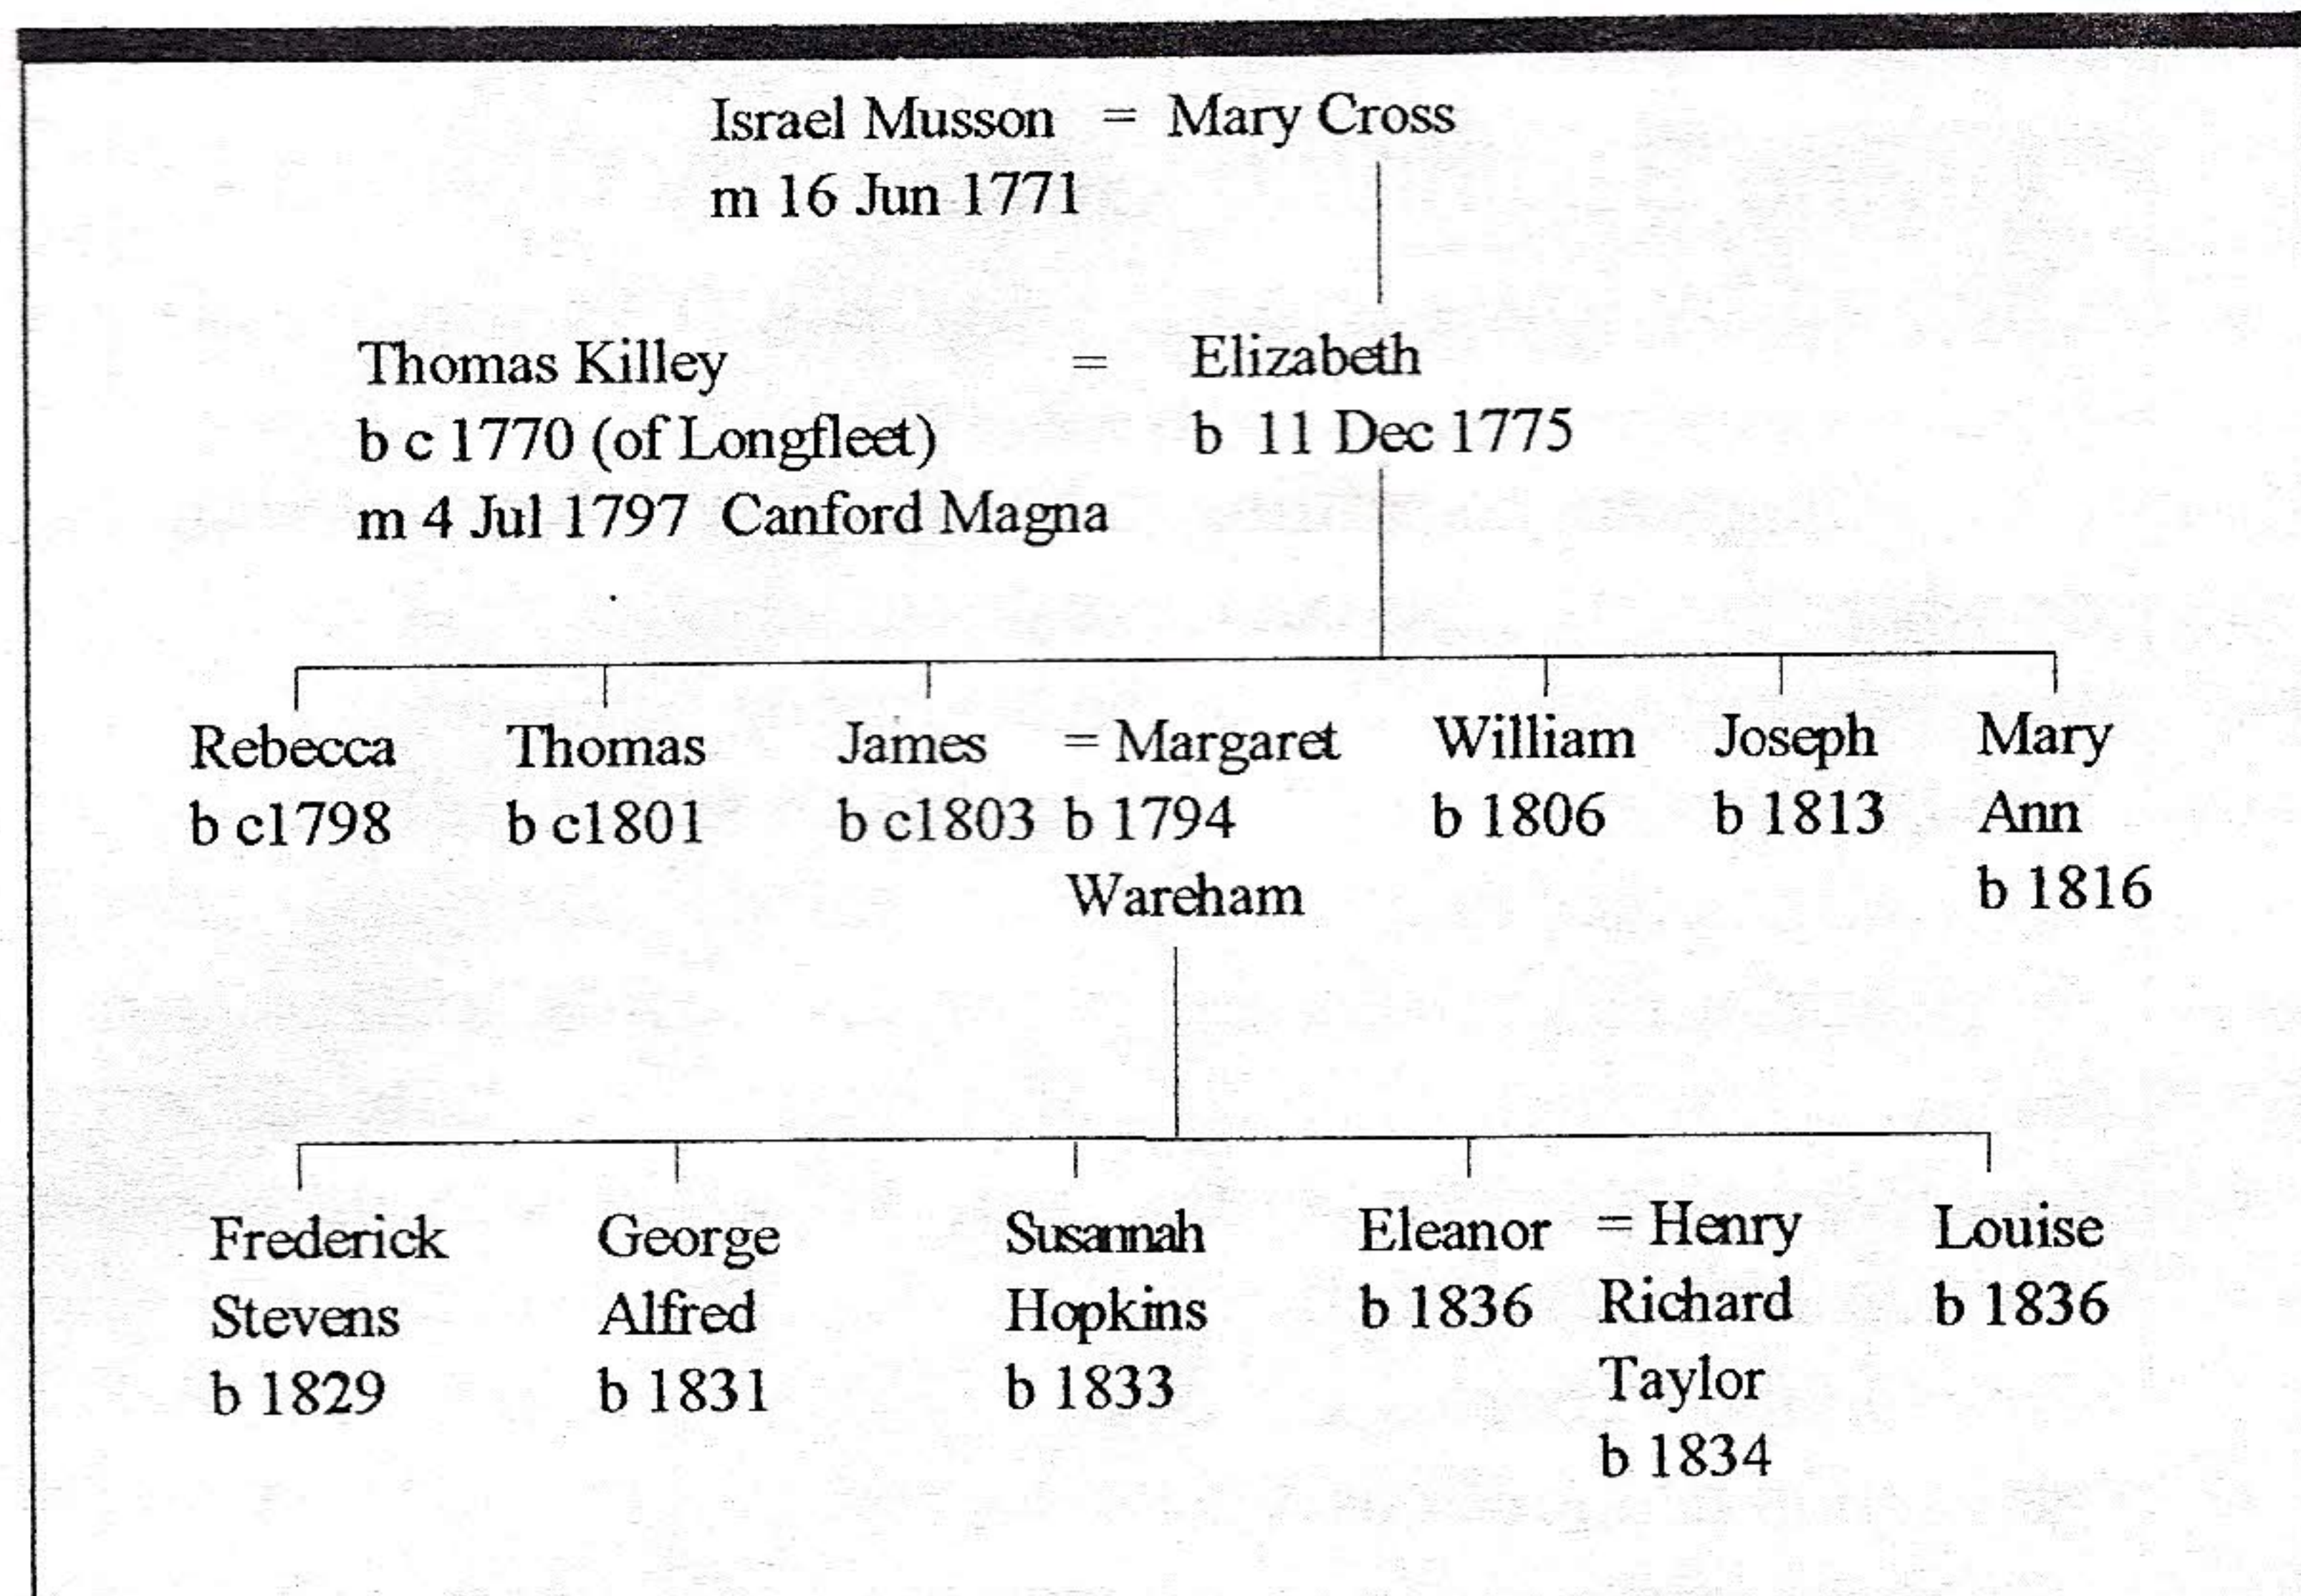 Israel Musson = Mary Cross
m 16 Jun 1771
Thomas Killey = Elizabeth
b c 1770 (of Longfleet) b 11 Dec 1775
m 4 Jul 1797 Canford Magna
Rebecca Thomas James = Margaret William Joseph Mary
b c1798 b c1801 b c1803 b 1794 b 1806 b 1813 Ann
Wareham b 1816
Frederick George Susannah Eleanor = Henry Louise
Stevens Alfred Hopkins b 1836 Richard b 1836
b 1829 b 1831 b 1833 Taylor
b 1834